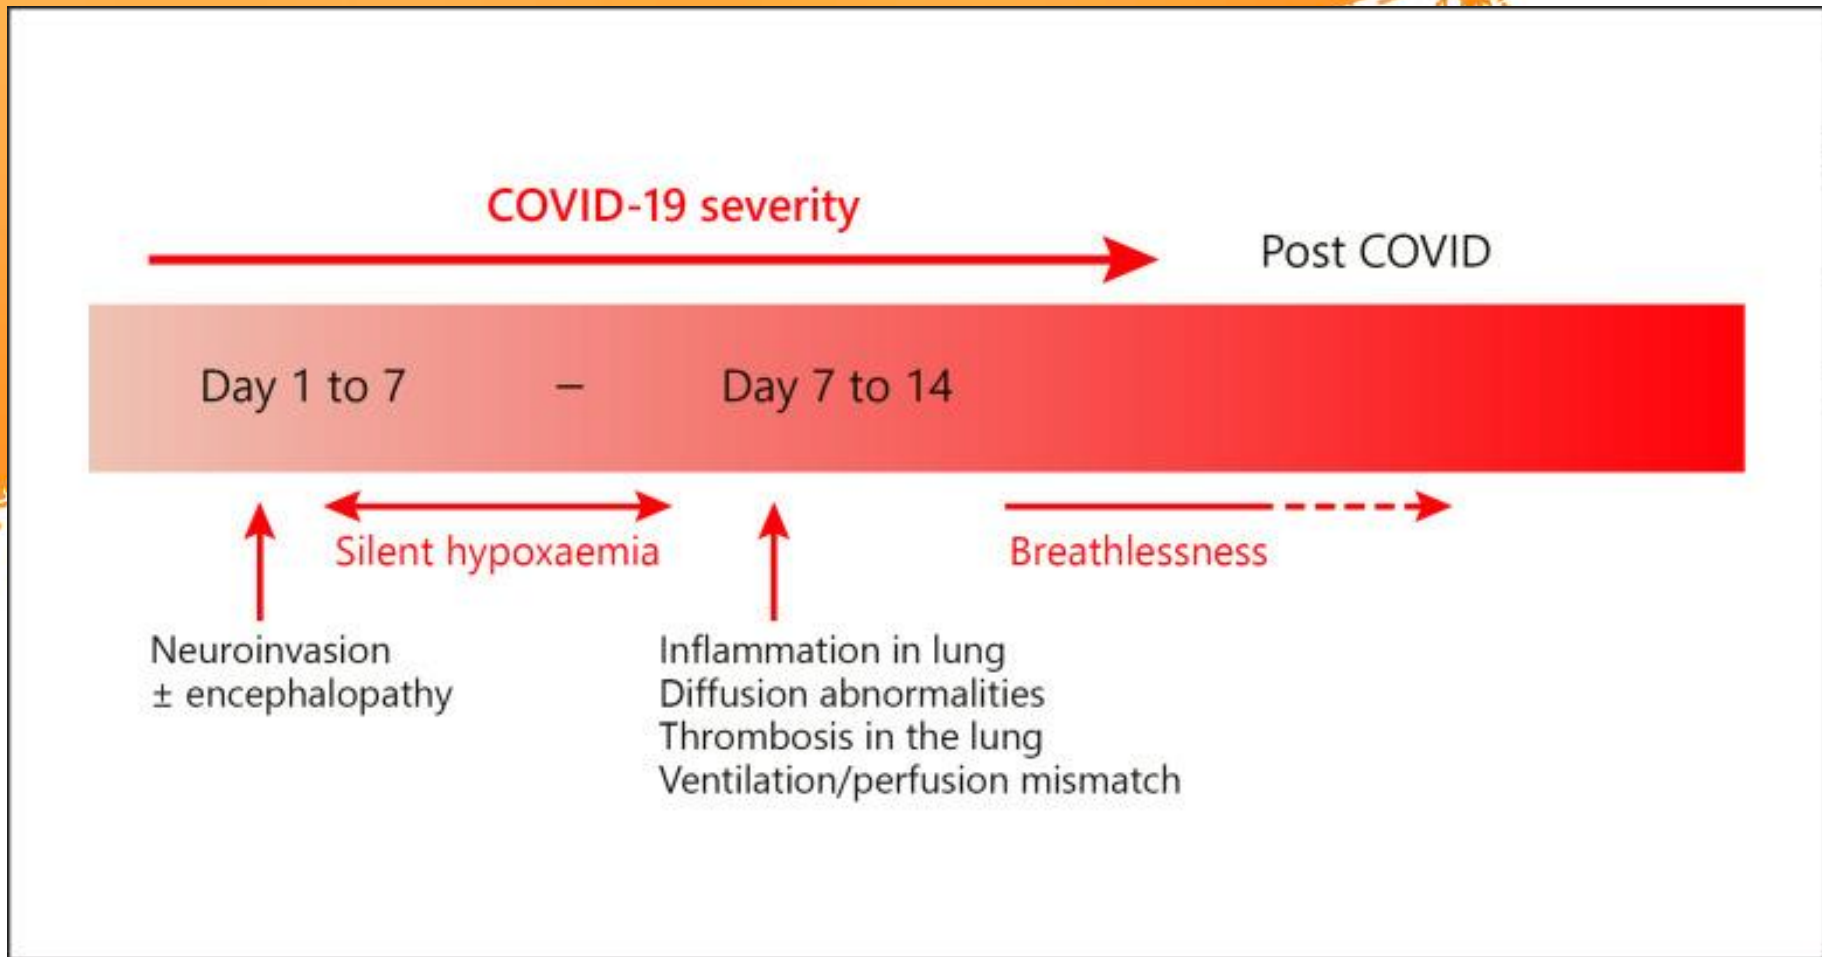 COVID-19 severity
Post COVID
Day 1 to 7 – Day 7 to 14
Silent hypoxaemia
Breathlessness
Neuroinvasion
± encephalopathy
Inflammation in lung
Diffusion abnormalities
Thrombosis in the lung
Ventilation/perfusion mismatch